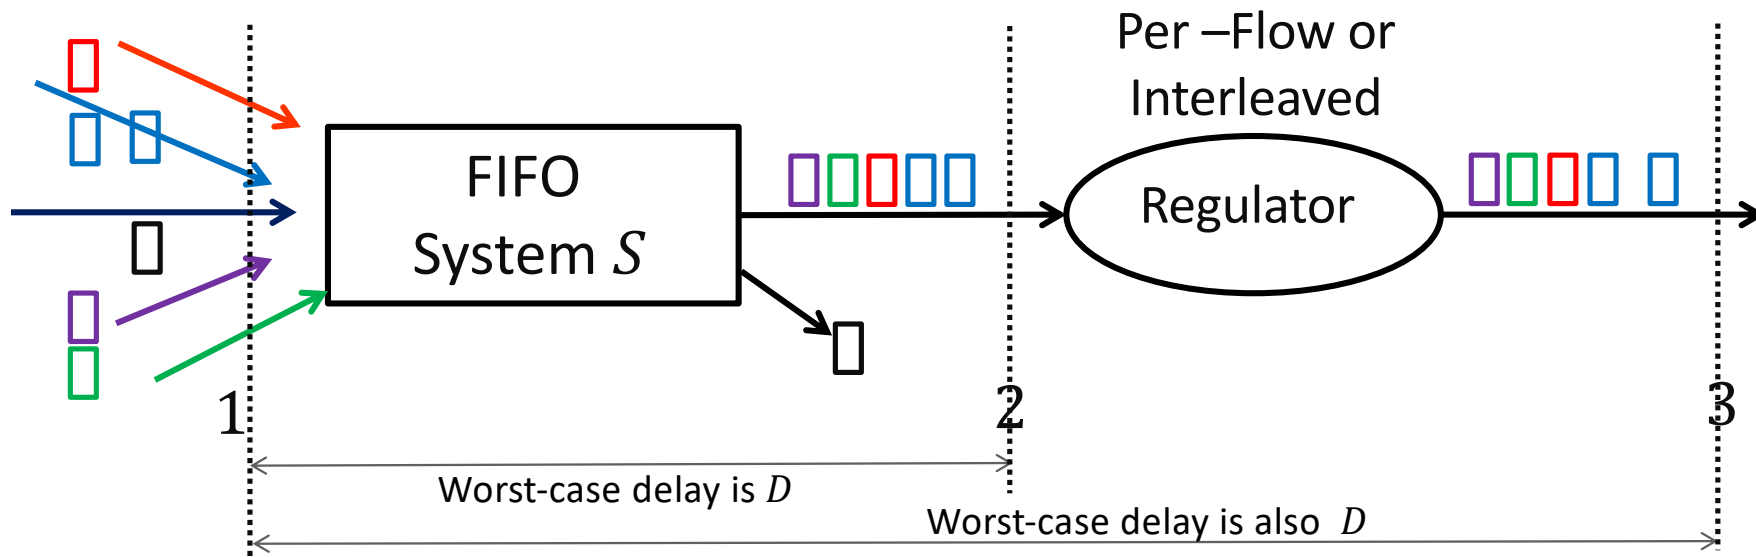 Per –Flow or
Interleaved
FIFO
System S
Regulator
1
2
3
Worst-case delay is D
Worst-case delay is also D